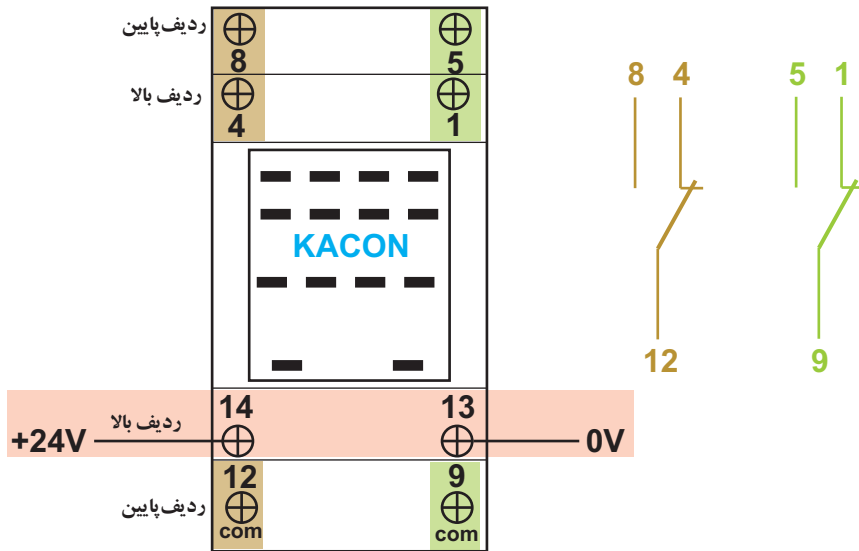 ردیف پایین
8 5
ردیف بالا
4 1
8 4 5 1
KACON
12 9
14 13
ردیف بالا
+24V 0V
12 9
ردیف پایین
com com